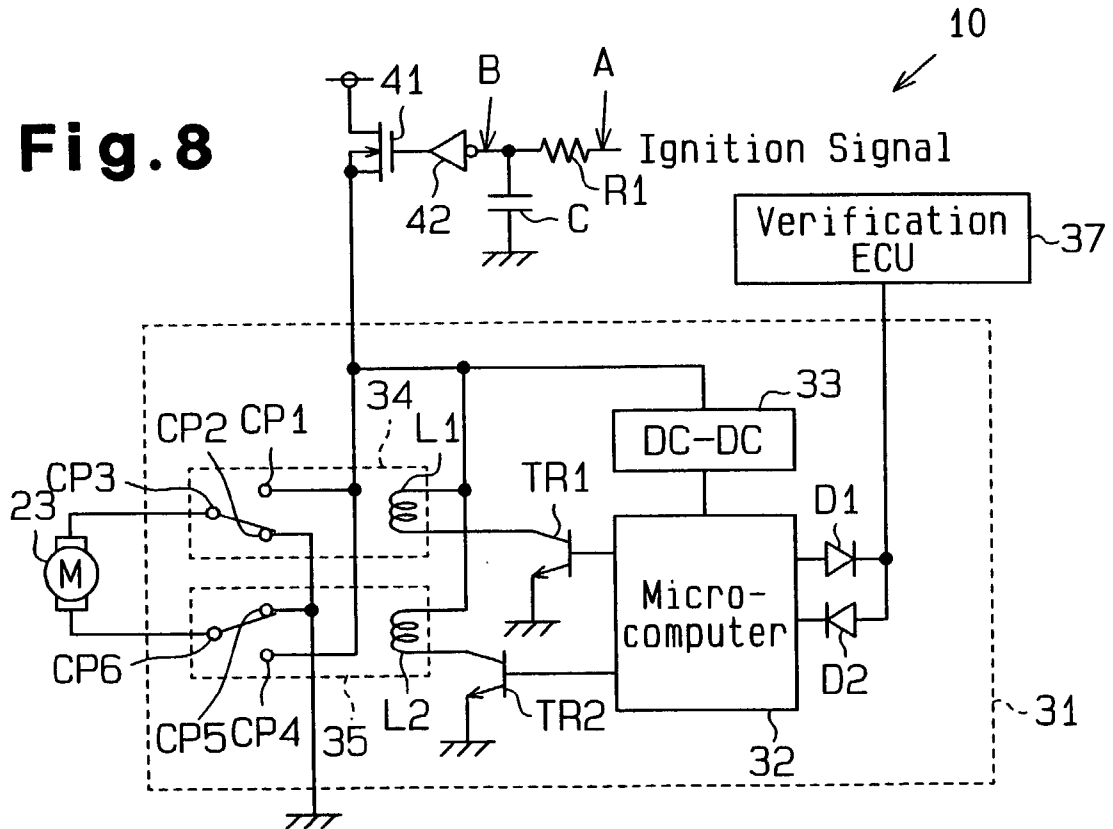 10
Fig.8
41
B
A
Ignition Signal
42
R1
C
Verification
ECU
37
34
L1
33
CP2
CP1
DC-DC
CP3
TR1
23
D1
M
Micro-
computer
CP6
D2
CP5
CP4
35
L2
TR2
32
31